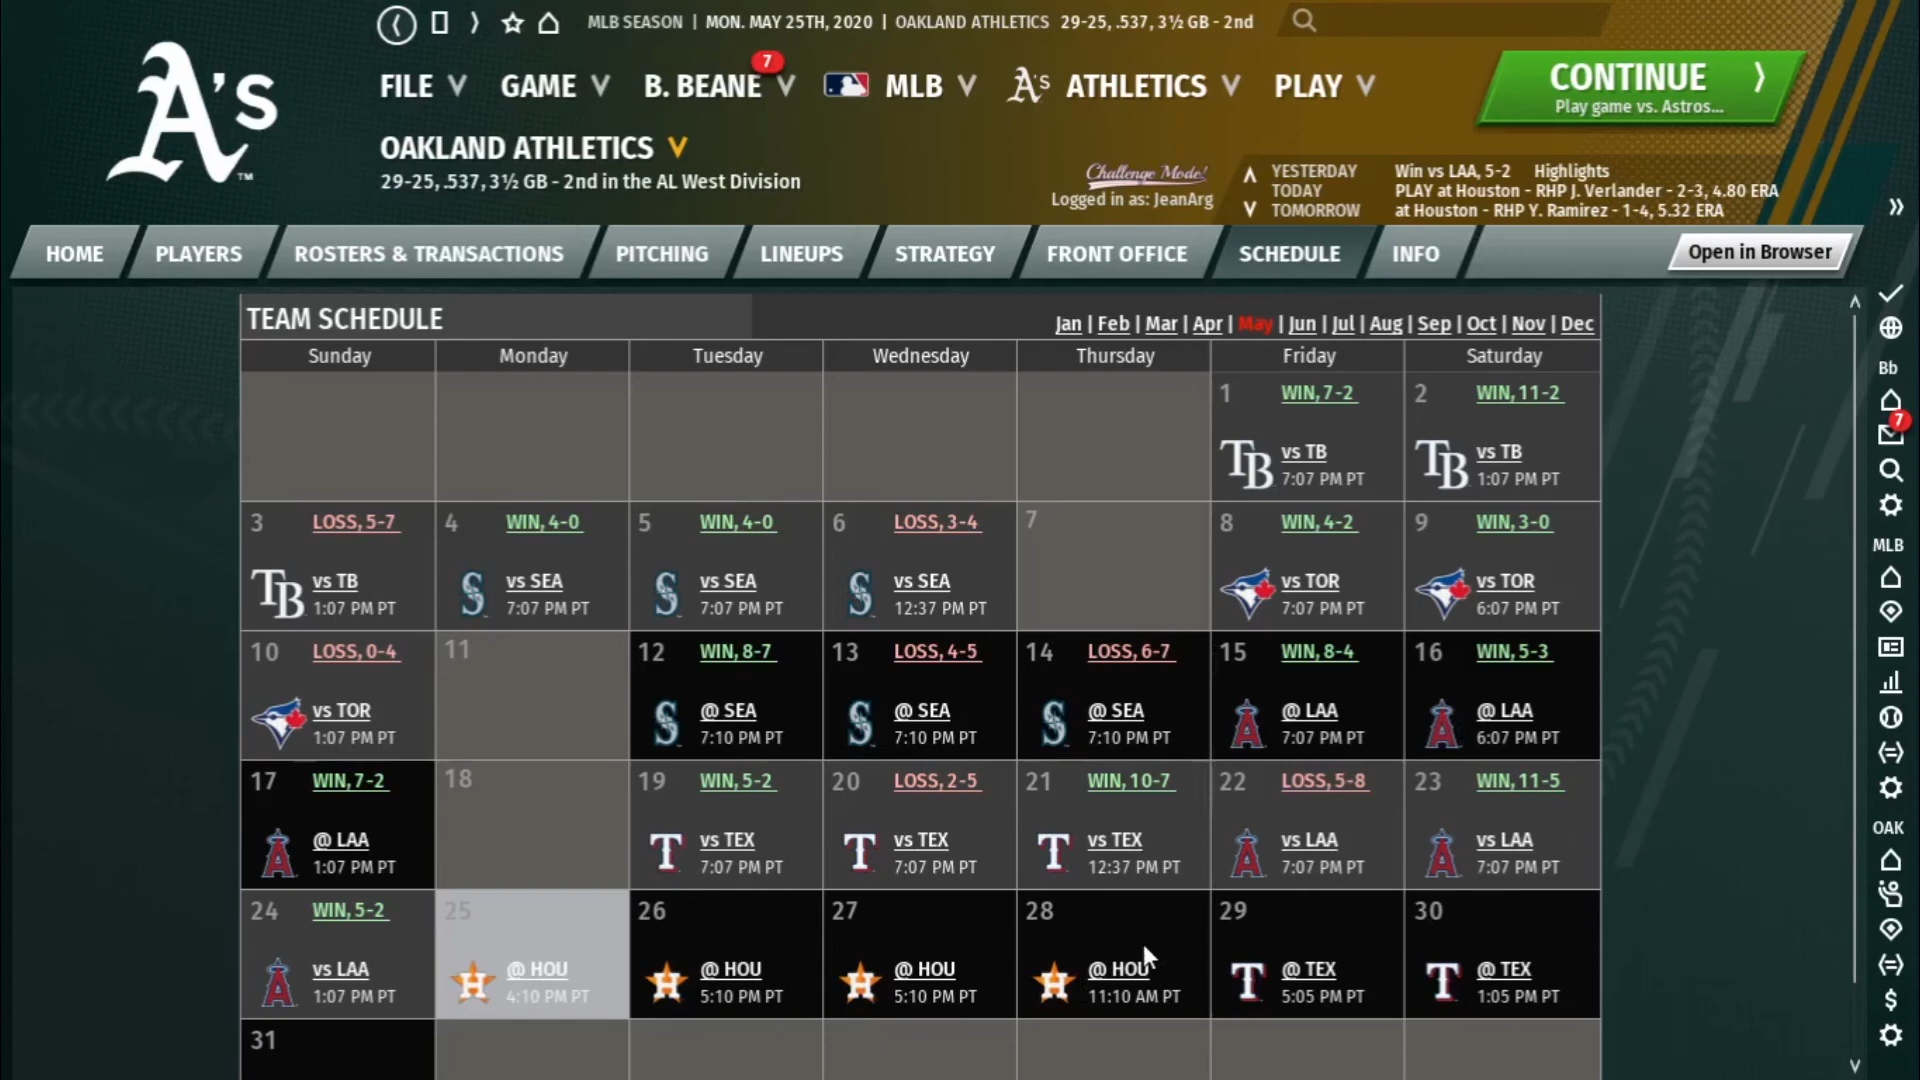 MLB SEASON | MON. MAY 25TH, 2020 | OAKLAND ATHLETICS 29-25, .537, 3½ GB - 2nd
A's™
FILE GAME B. BEANE 7 MLB A's ATHLETICS PLAY
CONTINUE
Play game vs. Astros...
OAKLAND ATHLETICS
29-25, .537, 3½ GB - 2nd in the AL West Division
Challenge Mode!
Logged in as: JeanArg
YESTERDAY Win vs LAA, 5-2 Highlights
TODAY PLAY at Houston - RHP J. Verlander - 2-3, 4.80 ERA
TOMORROW at Houston - RHP Y. Ramirez - 1-4, 5.32 ERA
HOME PLAYERS ROSTERS & TRANSACTIONS PITCHING LINEUPS STRATEGY FRONT OFFICE SCHEDULE INFO Open in Browser
TEAM SCHEDULE Jan | Feb | Mar | Apr | May | Jun | Jul | Aug | Sep | Oct | Nov | Dec
Sunday Monday Tuesday Wednesday Thursday Friday Saturday
1 WIN, 7-2 2 WIN, 11-2
TB vs TB TB vs TB
7:07 PM PT 1:07 PM PT
3 LOSS, 5-7 4 WIN, 4-0 5 WIN, 4-0 6 LOSS, 3-4 7 8 WIN, 4-2 9 WIN, 3-0
TB vs TB S vs SEA S vs SEA S vs SEA vs TOR vs TOR
1:07 PM PT 7:07 PM PT 7:07 PM PT 12:37 PM PT 7:07 PM PT 6:07 PM PT
10 LOSS, 0-4 11 12 WIN, 8-7 13 LOSS, 4-5 14 LOSS, 6-7 15 WIN, 8-4 16 WIN, 5-3
vs TOR S @ SEA S @ SEA S @ SEA A @ LAA A @ LAA
1:07 PM PT 7:10 PM PT 7:10 PM PT 7:10 PM PT 7:07 PM PT 6:07 PM PT
17 WIN, 7-2 18 19 WIN, 5-2 20 LOSS, 2-5 21 WIN, 10-7 22 LOSS, 5-8 23 WIN, 11-5
A @ LAA T vs TEX T vs TEX T vs TEX A vs LAA A vs LAA
1:07 PM PT 7:07 PM PT 7:07 PM PT 12:37 PM PT 7:07 PM PT 7:07 PM PT
24 WIN, 5-2 25 26 27 28 29 30
A vs LAA H @ HOU H @ HOU H @ HOU H @ HOU T @ TEX T @ TEX
1:07 PM PT 4:10 PM PT 5:10 PM PT 5:10 PM PT 11:10 AM PT 5:05 PM PT 1:05 PM PT
31
Bb
7
MLB
OAK
$